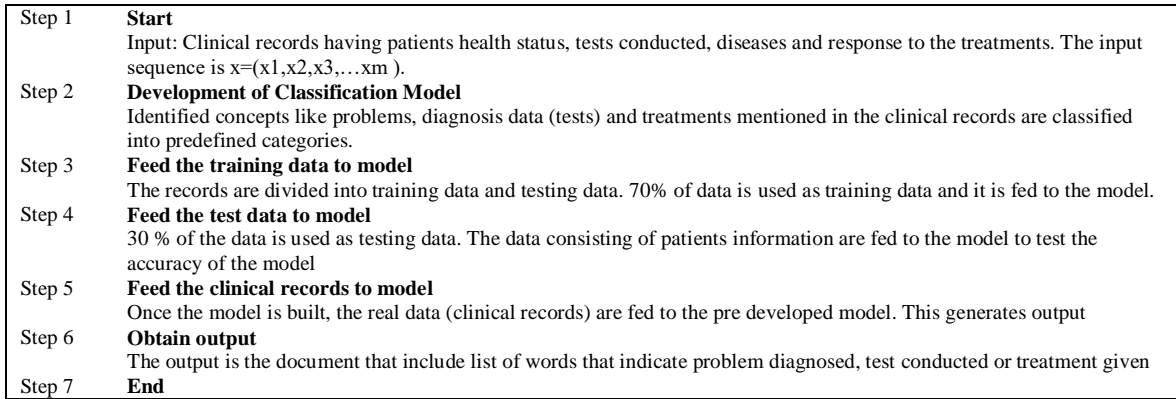 Step 1 Start
Input: Clinical records having patients health status, tests conducted, diseases and response to the treatments. The input
sequence is x=(x1,x2,x3,…xm ).
Step 2 Development of Classification Model
Identified concepts like problems, diagnosis data (tests) and treatments mentioned in the clinical records are classified
into predefined categories.
Step 3 Feed the training data to model
The records are divided into training data and testing data. 70% of data is used as training data and it is fed to the model.
Step 4 Feed the test data to model
30 % of the data is used as testing data. The data consisting of patients information are fed to the model to test the
accuracy of the model
Step 5 Feed the clinical records to model
Once the model is built, the real data (clinical records) are fed to the pre developed model. This generates output
Step 6 Obtain output
The output is the document that include list of words that indicate problem diagnosed, test conducted or treatment given
Step 7 End